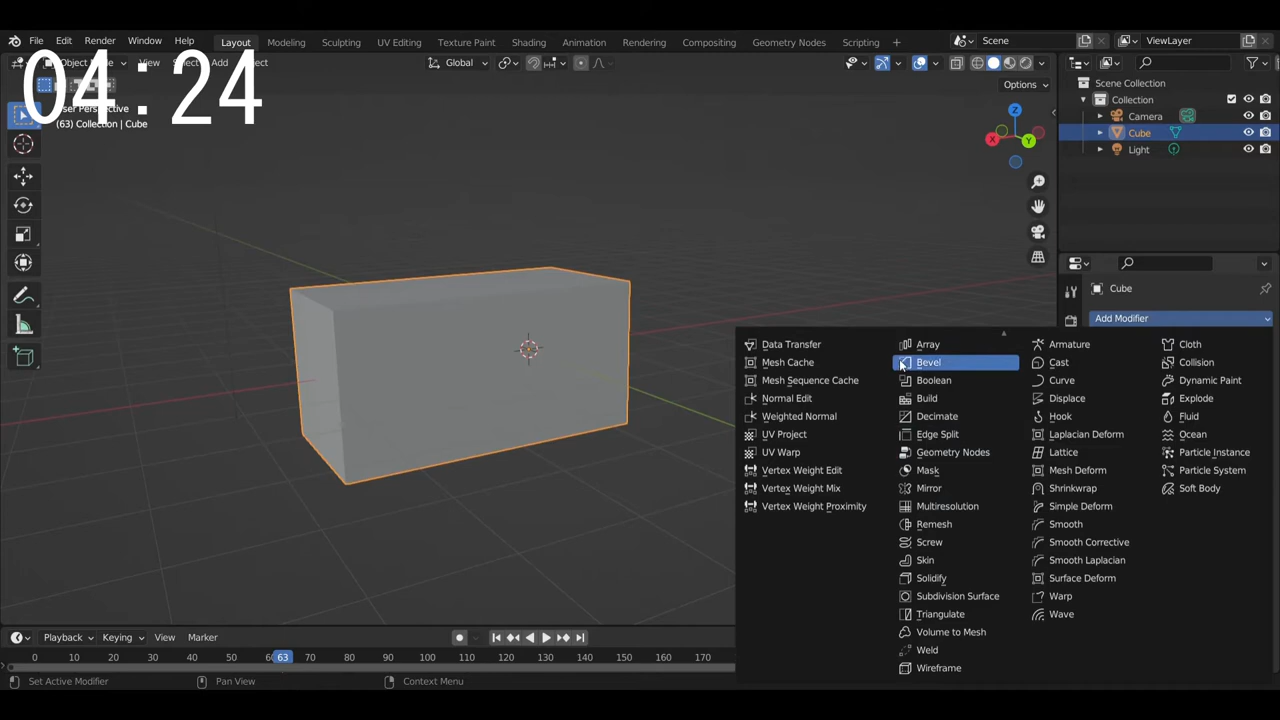 File Edit Render Window Help Layout Modeling Sculpting UV Editing Texture Paint Shading Animation Rendering Compositing Geometry Nodes Scripting + Scene ViewLayer
04:24
Object Mode View Select Add Object Global
Options
User Perspective
(63) Collection | Cube
Z
X
Y
Scene Collection
Collection
Camera
Cube
Light
Cube
Add Modifier
Data Transfer Array Armature Cloth
Mesh Cache Bevel Cast Collision
Mesh Sequence Cache Boolean Curve Dynamic Paint
Normal Edit Build Displace Explode
Weighted Normal Decimate Hook Fluid
UV Project Edge Split Laplacian Deform Ocean
UV Warp Geometry Nodes Lattice Particle Instance
Vertex Weight Edit Mask Mesh Deform Particle System
Vertex Weight Mix Mirror Shrinkwrap Soft Body
Vertex Weight Proximity Multiresolution Simple Deform
Remesh Smooth
Screw Smooth Corrective
Skin Smooth Laplacian
Solidify Surface Deform
Subdivision Surface Warp
Triangulate Wave
Volume to Mesh
Weld
Wireframe
Playback Keying View Marker
0 10 20 30 40 50 63 70 80 90 100 110 120 130 140 150 160 170
Set Active Modifier Pan View Context Menu